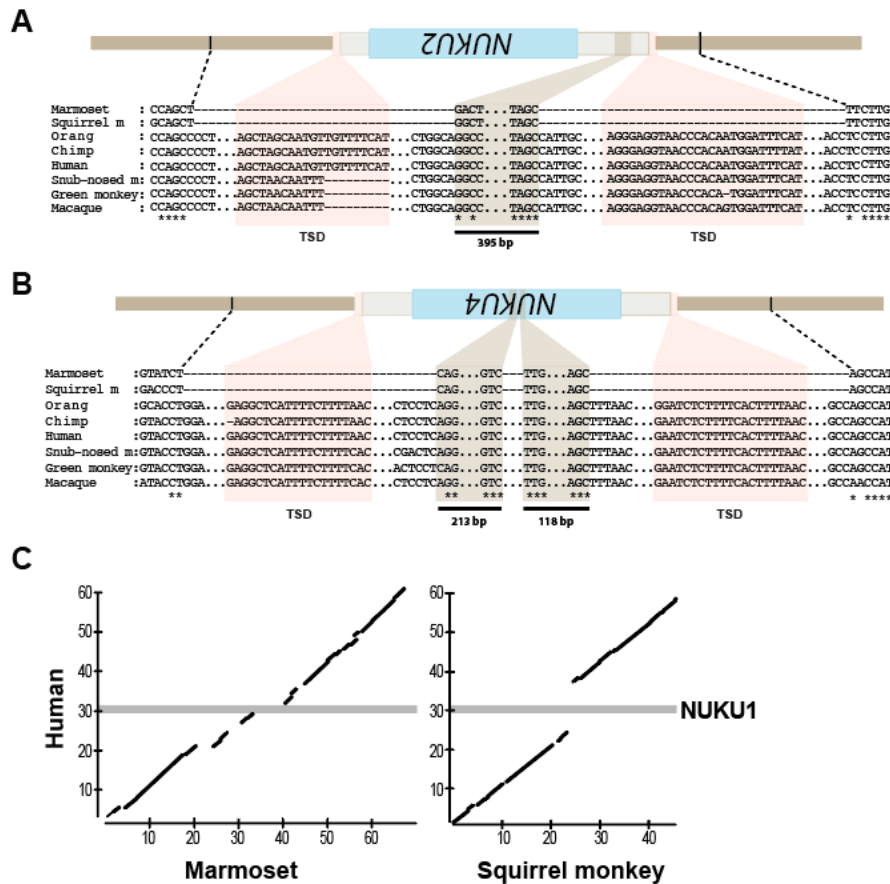 A
NUKU2
Marmoset : CCAGCT--------------------------------GACT...TAGC---------------------------------------TTCTTG
Squirrel m : GCAGCT--------------------------------GGCT...TAGC---------------------------------------TTCTTG
Orang : CCAGCCCCT...AGCTAGCAATGTTGTTTTCAT...CTGGCAGGCC...TAGCCATTGC...AGGGAGGTAACCCACAATGGATTTCAT...ACCTCCTTG
Chimp : CCAGCCCCT...AGCTAGCAATGTTGTTTTCAT...CTGGCAGGCC...TAGCCATTGC...AGGGAGGTAACCCACAATGGATTTTAT...ACCTCCTTG
Human : CCAGCCCCT...AGCTAGCAATGTTGTTTTCAT...CTGGCAGGCC...TAGCCATTGC...AGGGAGGTAACCCACAATGGATTTCAT...ACCTCCTTG
Snub-nosed m: CCAGCCCCT...AGCTAACAATTT---------...CTGGCAGGCC...TAGCCATTGC...AGGGAGGTAACCCACAATGGATTTCAT...ACCTCCTTG
Green monkey: CCAGCCCCT...AGCTAACAATTT---------...CTGGCAGGCC...TAGCCATTGC...AGGGAGGTAACCCACA-TGGATTTCAT...ACCTCCTTG
Macaque : CCAGCCCCT...AGCTAACAATTT---------...CTGGCAGGCC...TAGCCATTGC...AGGGAGGTAACCCACAGTGGATTTCAT...ACCTCCTTG
**** * * **** * ****
TSD 395 bp TSD
B
NUKU4
Marmoset :GTATCT--------------------------------CAG...GTC--TTG...AGC--------------------------------AGCCAT
Squirrel m :GACCCT--------------------------------CAG...GTC--TTG...AGC--------------------------------AGCCAT
Orang :GCACCTGGA...GAGGCTCATTTTCTTTTAAC...CTCCTCAGG...GTC..TTG...AGCTTTAAC...GGATCTCTTTTCACTTTTAAC...GCCAGCCAT
Chimp :GTACCTGGA...-AGGCTCATTTTCTTTTAAC...CTCCTCAGG...GTC..TTG...AGCTTTAAC...GAATCTCTTTTCACTTTTAAC...GCCAGCCAT
Human :GTACCTGGA...GAGGCTCATTTTCTTTTAAC...CTCCTCAGG...GTC..TTG...AGCTTTAAC...GAATCTCTTTTCACTTTTAAC...GCCAGCCAT
Snub-nosed m:GTACCTGGA...GAGGCTCATTTTCTTTTCAC...CGACTCAGG...GTC..TTG...AGCTTTAAC...GAATCTCTTTTCACTTTTAAC...GCCAGCCAT
Green monkey:GTACCTGGA...GAGGCTCATTTTCTTTTCAC...ACTCCTCAG...GTC..TTG...AGCTTTAAC...GAATCTCTTTTCACTTTTAAC...GCCAGCCAT
Macaque :ATACCTGGA...GAGGCTCATTTTCTTTTCAC...CTCCTCAGG...GTC..TTG...AGCTTTAAC...GAATCTCTTTTCACTTTTAAC...GCCAACCAT
** ** *** *** *** * ****
TSD 213 bp 118 bp TSD
C
60
50
40
30
20
10
10 20 30 40 50 60
Human
Marmoset
60
50
40
30
20
10
10 20 30 40
Squirrel monkey
NUKU1